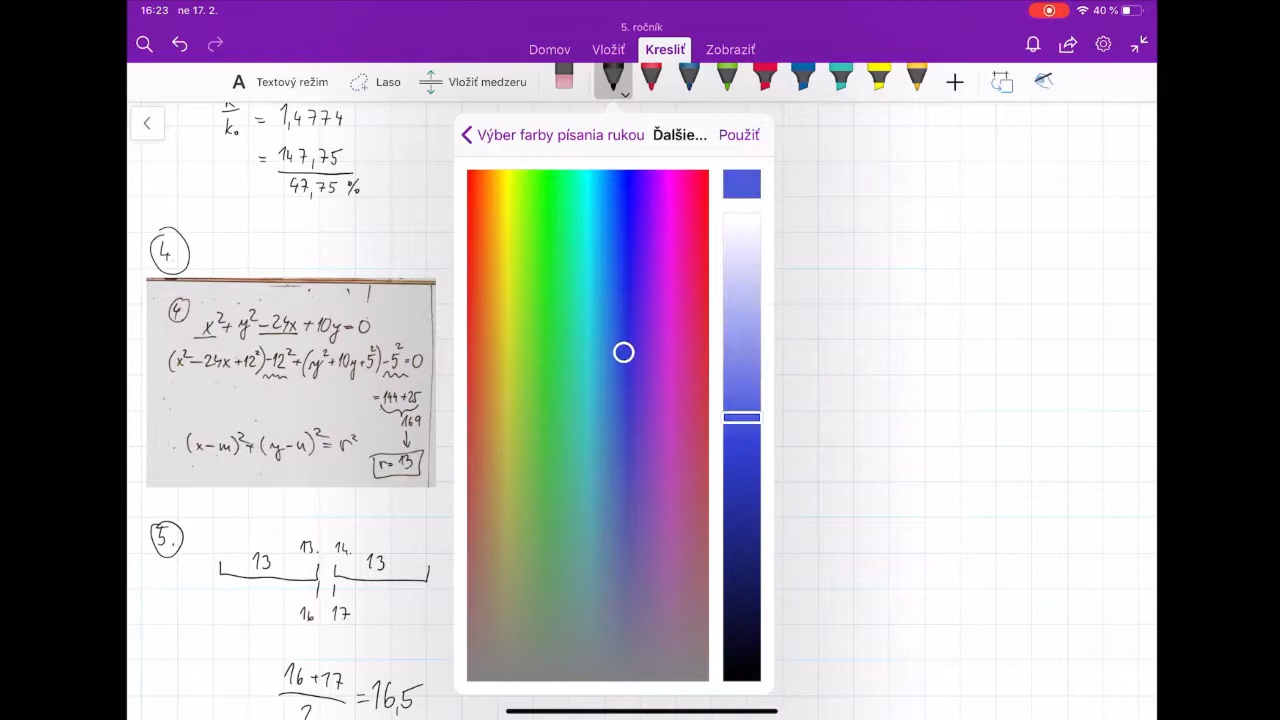 16:23 ne 17. 2.
40 %
5. ročník
Domov Vložiť Kresliť Zobraziť
Textový režim Laso Vložiť medzeru
Výber farby písania rukou Ďalšie... Použiť
k/k₀ = 1,4774
= 147,75
47,75 %
4.
4
x²+y²-24x+10y=0
(x²-24x+12²)-12²+(y²+10y+5²)-5²=0
=144+25
169
(x-m)²+(y-n)²=r²
r=13
5.
13 13. 14. 13
16 17
16+17
2
=16,5